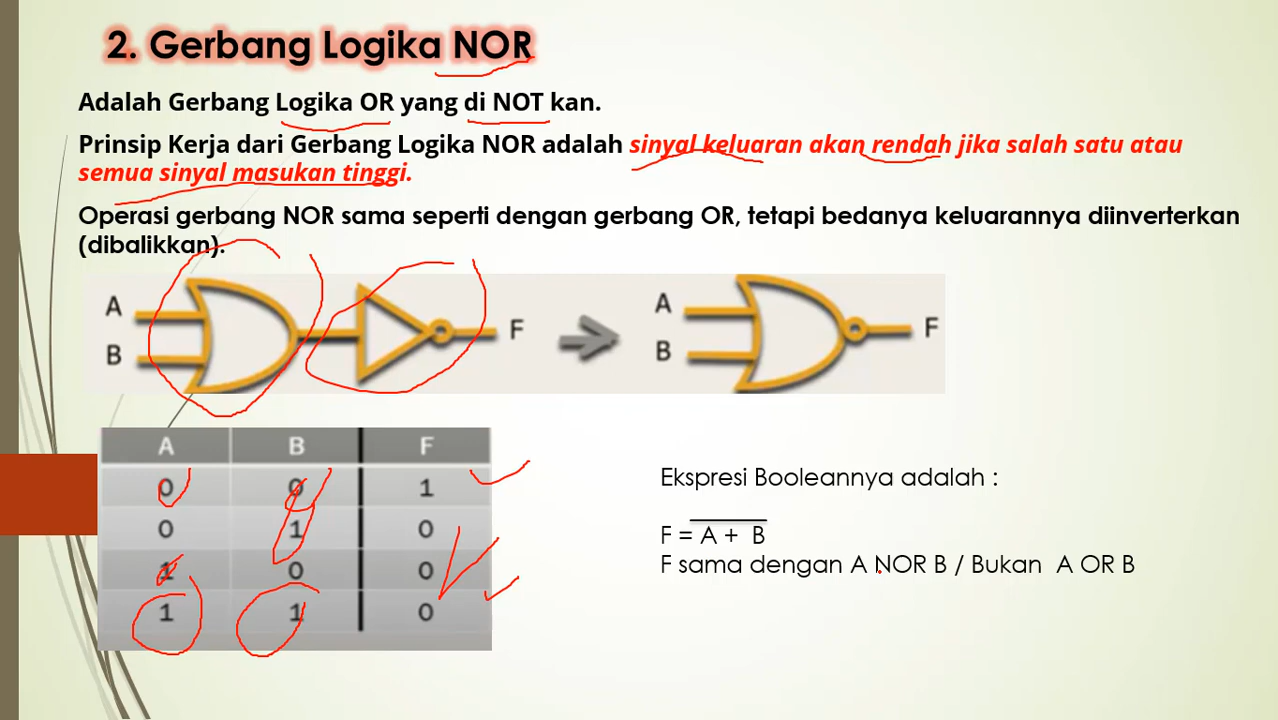 2. Gerbang Logika NOR
Adalah Gerbang Logika OR yang di NOT kan.
Prinsip Kerja dari Gerbang Logika NOR adalah sinyal keluaran akan rendah jika salah satu atau
semua sinyal masukan tinggi.
Operasi gerbang NOR sama seperti dengan gerbang OR, tetapi bedanya keluarannya diinverterkan
(dibalikkan).
A
B
F
A
B
F
A B F
0 0 1
0 1 0
1 0 0
1 1 0
Ekspresi Booleannya adalah :
F = A + B
F sama dengan A NOR B / Bukan A OR B